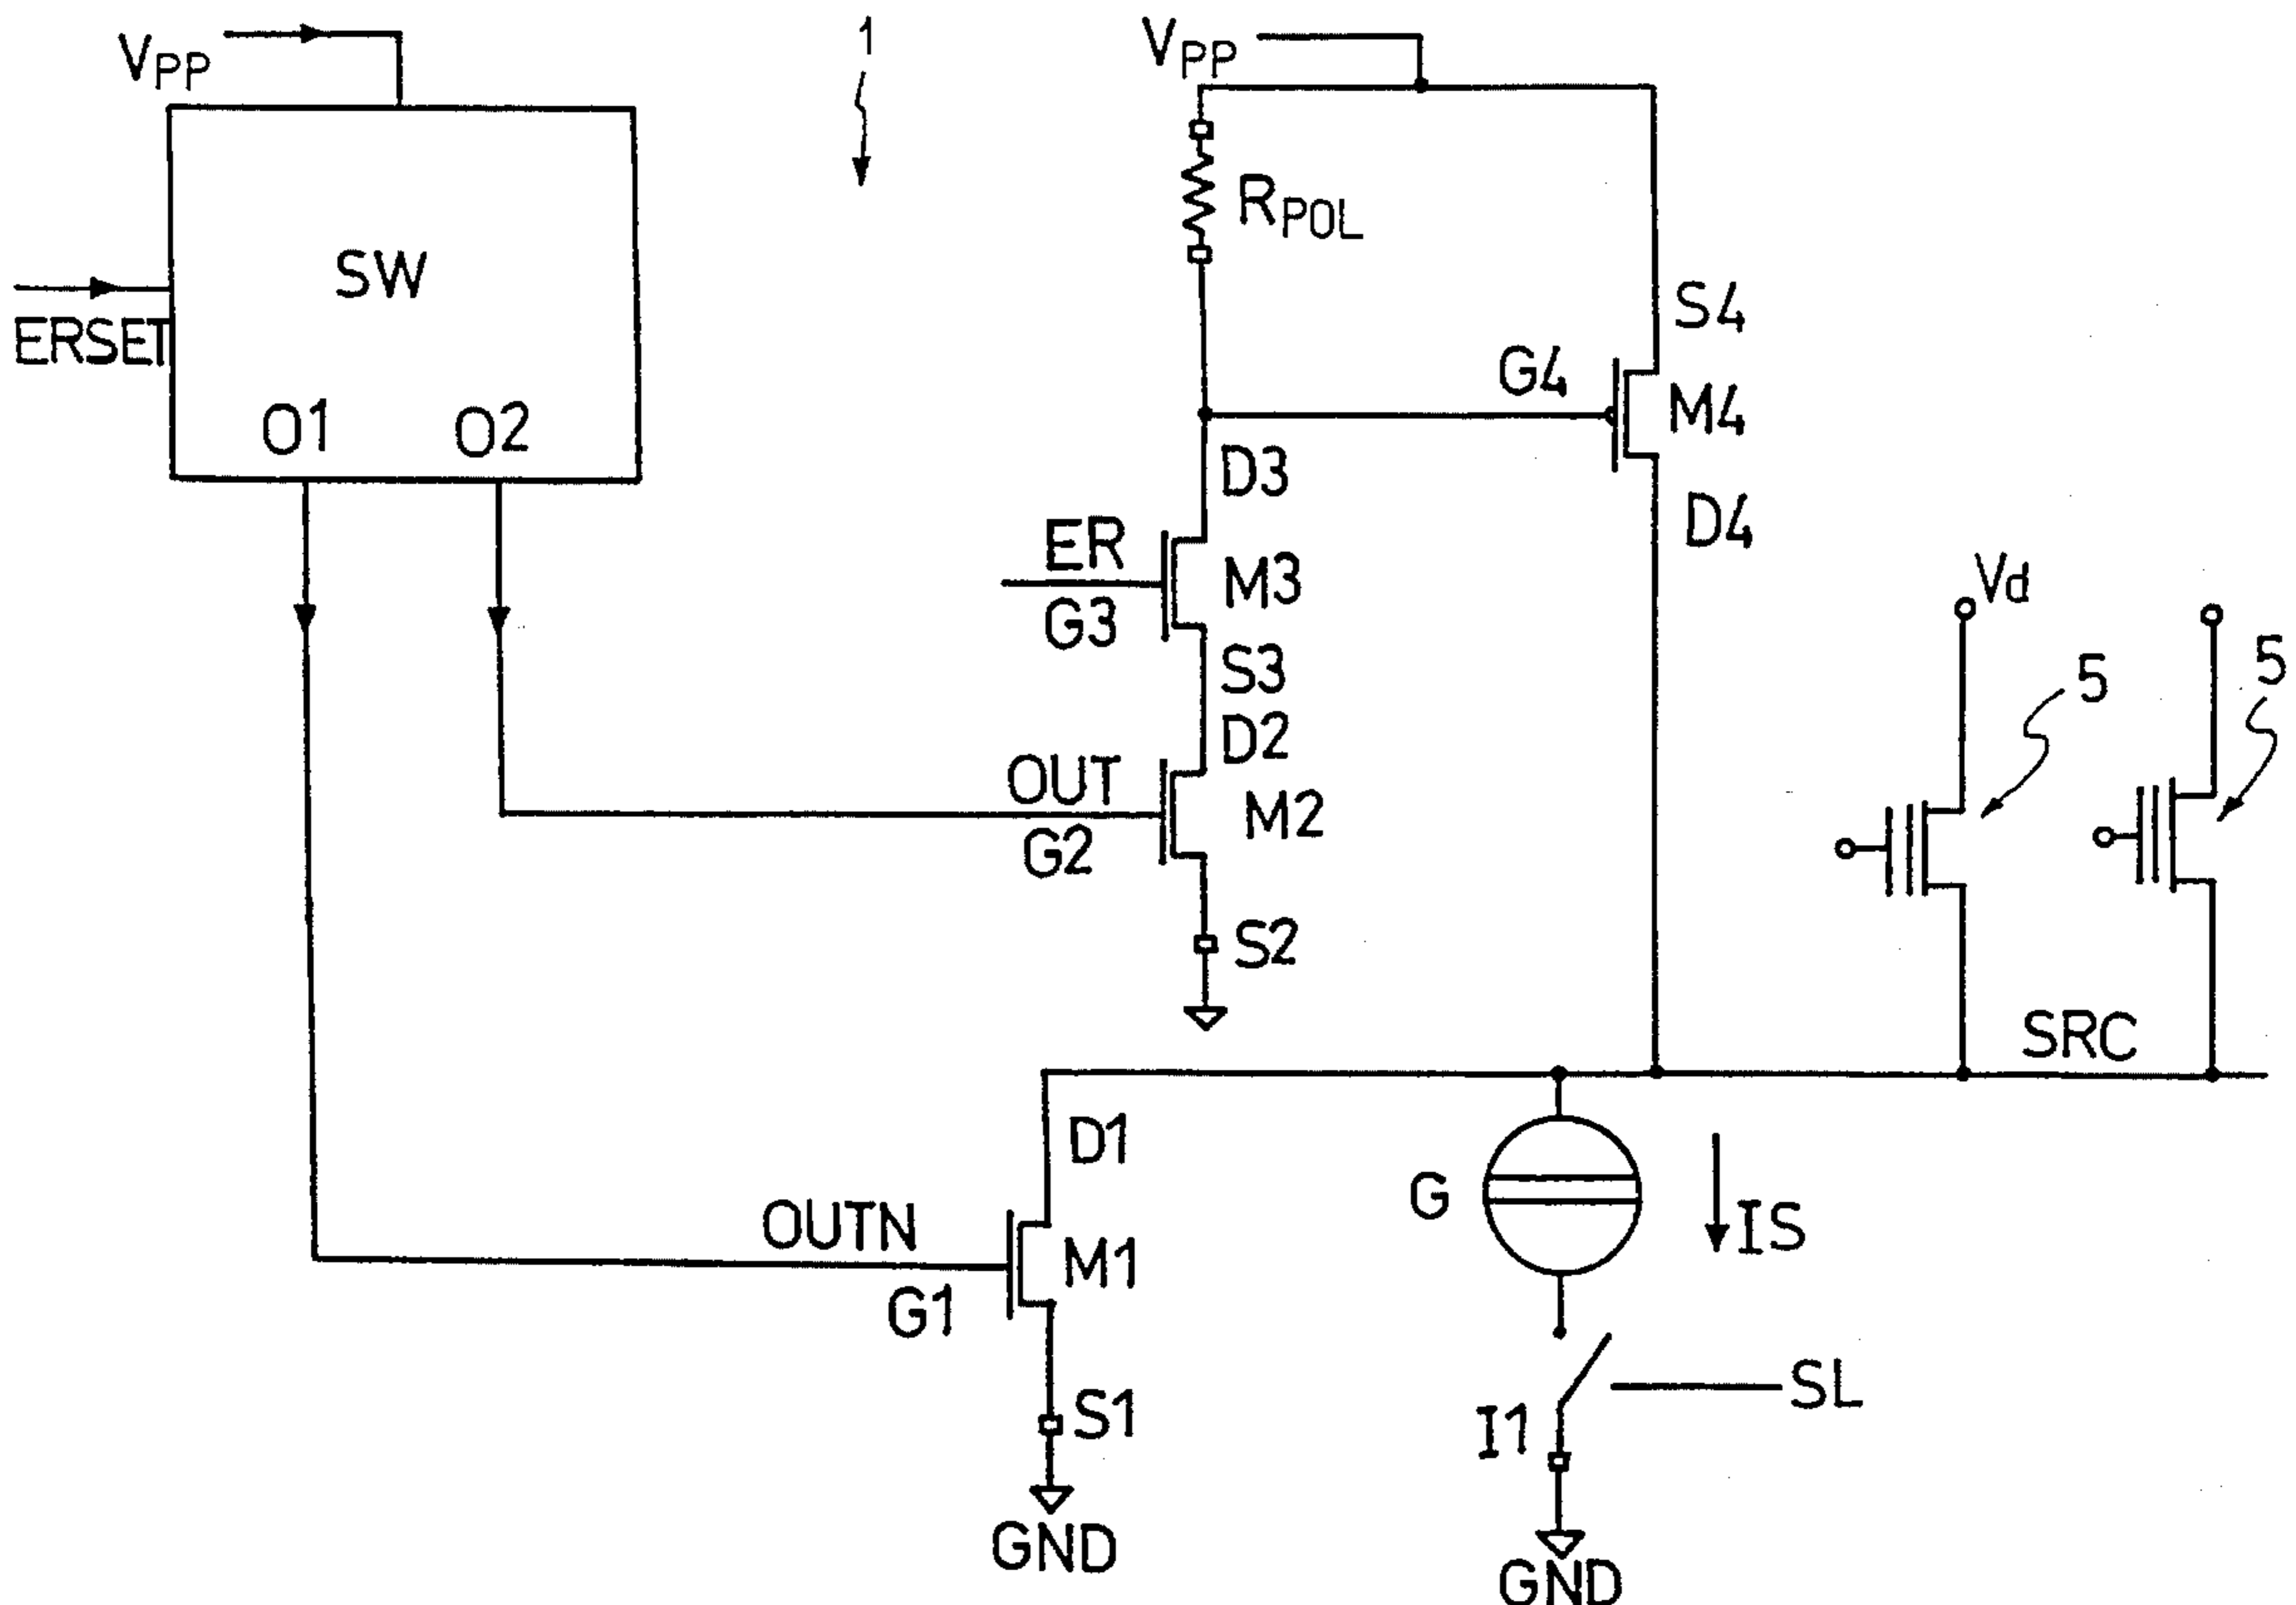 VPP
1
VPP
RPOL
SW
ERSET
O1
O2
S4
G4
M4
D3
D4
ER
M3
G3
S3
Vd
5
5
D2
OUT
M2
G2
S2
SRC
D1
OUTN
M1
G1
G
IS
S1
SL
I1
GND
GND